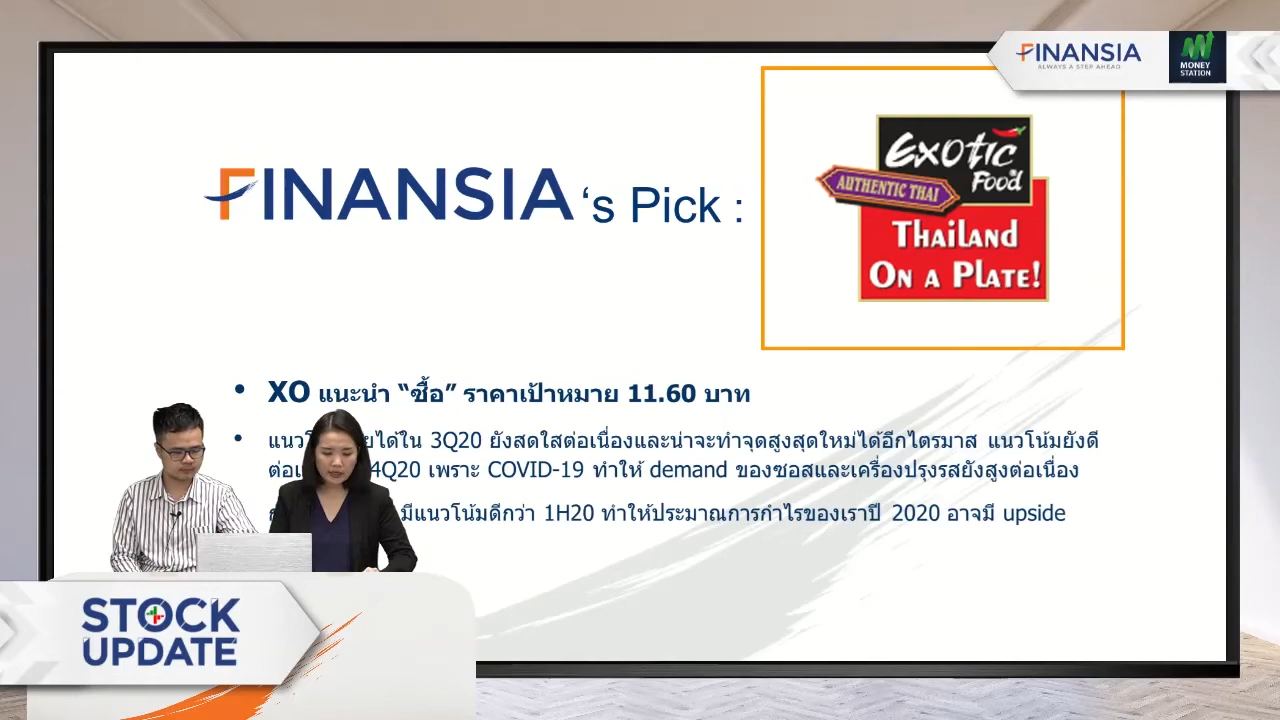 FINANSIA
ALWAYS A STEP AHEAD
MONEY
STATION
FINANSIA 's Pick :
Exotic
Food
AUTHENTIC THAI
THAILAND
ON A PLATE!
• XO แนะนำ “ซื้อ” ราคาเป้าหมาย 11.60 บาท
• 3Q20 ยังสดใสต่อเนื่องและน่าจะทำจุดสูงสุดใหม่ได้อีกไตรมาส แนวโน้มยังดี
4Q20 เพราะ COVID-19 ทำให้ demand ของซอสและเครื่องปรุงรสยังสูงต่อเนื่อง
มีแนวโน้มดีกว่า 1H20 ทำให้ประมาณการกำไรของเราปี 2020 อาจมี upside
STOCK
UPDATE